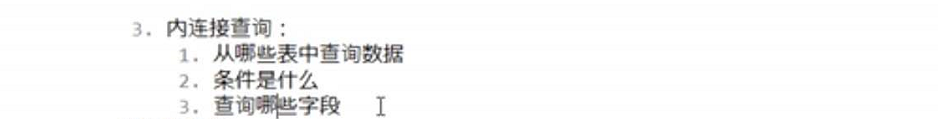 3. 内连接查询：
1. 从哪些表中查询数据
2. 条件是什么
3. 查询哪些字段